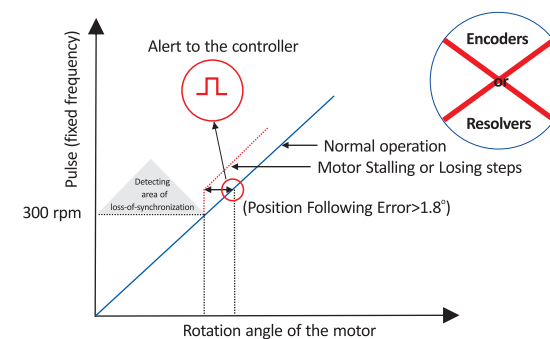 Alert to the controller
Encoders
or
Resolvers
Pulse (fixed frequency)
Normal operation
Motor Stalling or Losing steps
Detecting
area of
loss-of-synchronization
300 rpm
(Position Following Error>1.8°)
Rotation angle of the motor